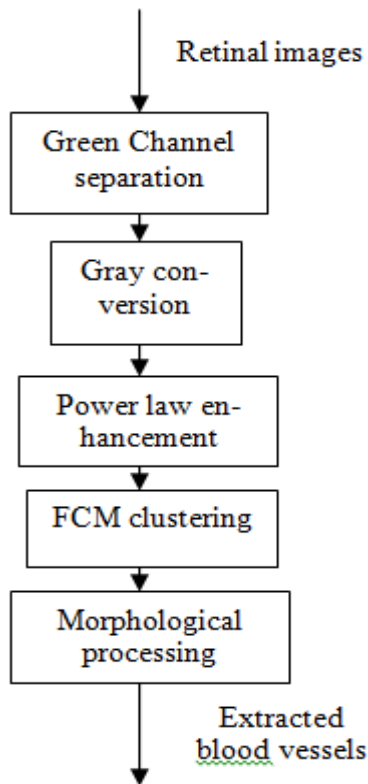 Retinal images
Green Channel
separation
Gray con-
version
Power law en-
hancement
FCM clustering
Morphological
processing
Extracted
blood vessels